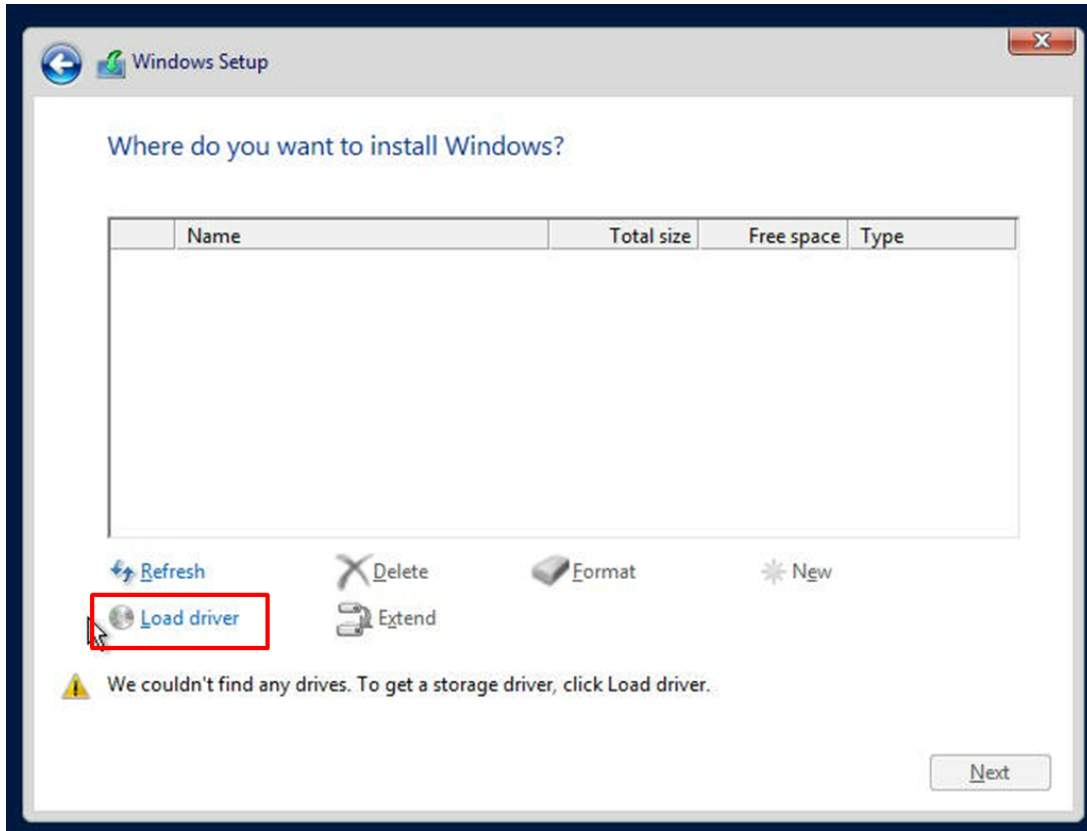 Windows Setup
Where do you want to install Windows?
Name Total size Free space Type
Refresh Delete Format New
Load driver Extend
We couldn't find any drives. To get a storage driver, click Load driver.
Next